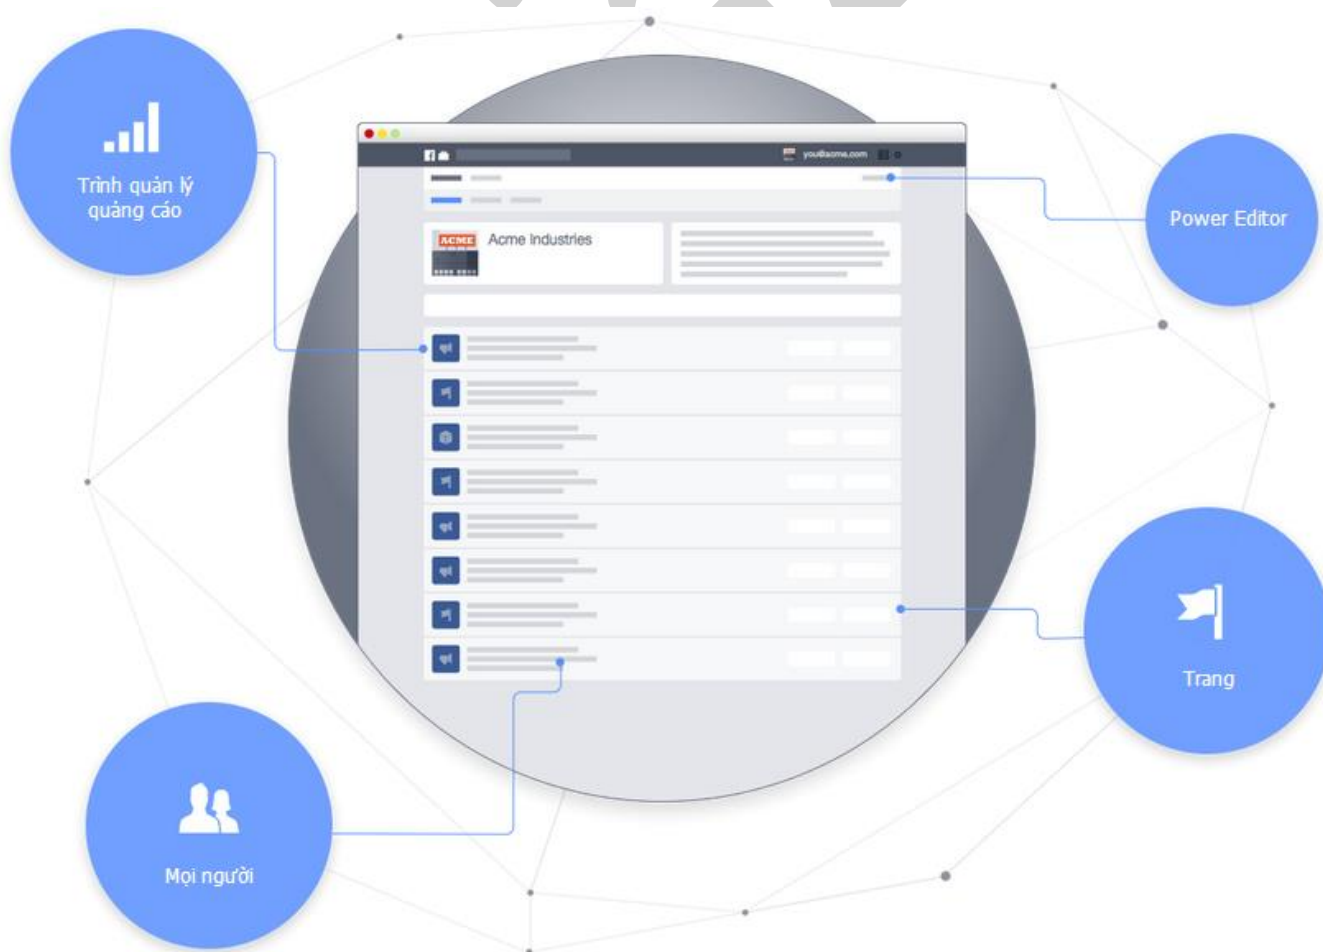 Trình quản lý
quảng cáo
you@acme.com
Power Editor
ACME
Acme Industries
Trang
Mọi người